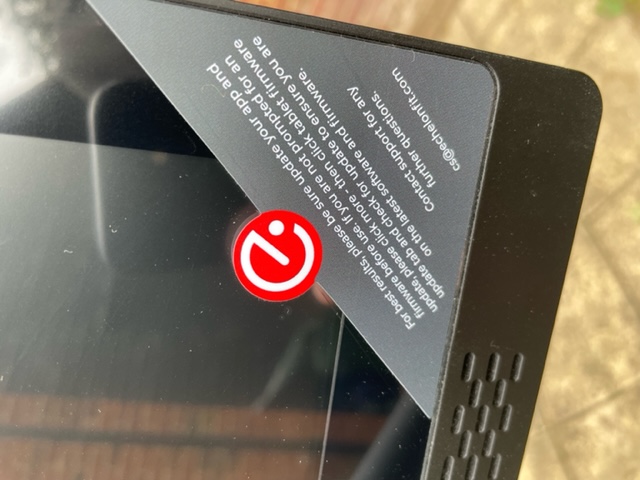 For best results, please be sure update your app and
firmware before use. If you are not prompted for an
update, please click more - then click tablet firmware
update tab and check for update to ensure you are
on the latest software and firmware.
Contact support for any
further questions.
cs@echelonfit.com